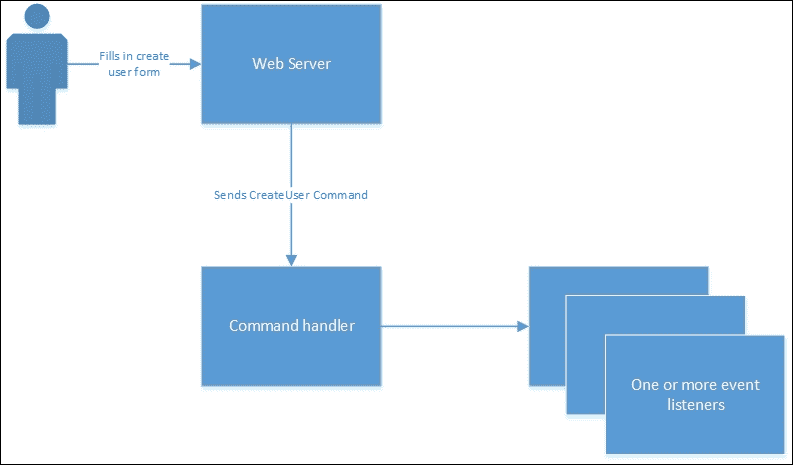 Fills in create
user form
Web Server
Sends CreateUser Command
Command handler
One or more event
listeners